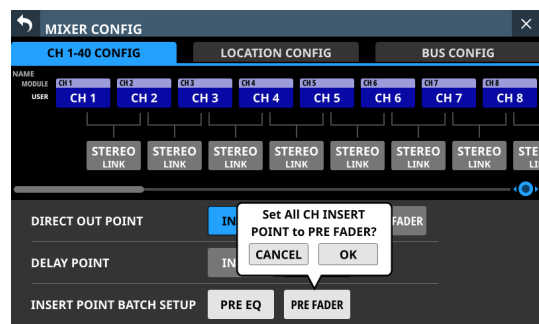 MIXER CONFIG
CH 1-40 CONFIG LOCATION CONFIG BUS CONFIG
NAME
MODULE CH 1 CH 2 CH 3 CH 4 CH 5 CH 6 CH 7 CH 8
USER CH 1 CH 2 CH 3 CH 4 CH 5 CH 6 CH 7 CH 8
STEREO STEREO STEREO STEREO STEREO STEREO STEREO STE
LINK LINK LINK LINK LINK LINK LINK LI
Set All CH INSERT
POINT to PRE FADER?
CANCEL OK
DIRECT OUT POINT IN FADER
DELAY POINT IN
INSERT POINT BATCH SETUP PRE EQ PRE FADER